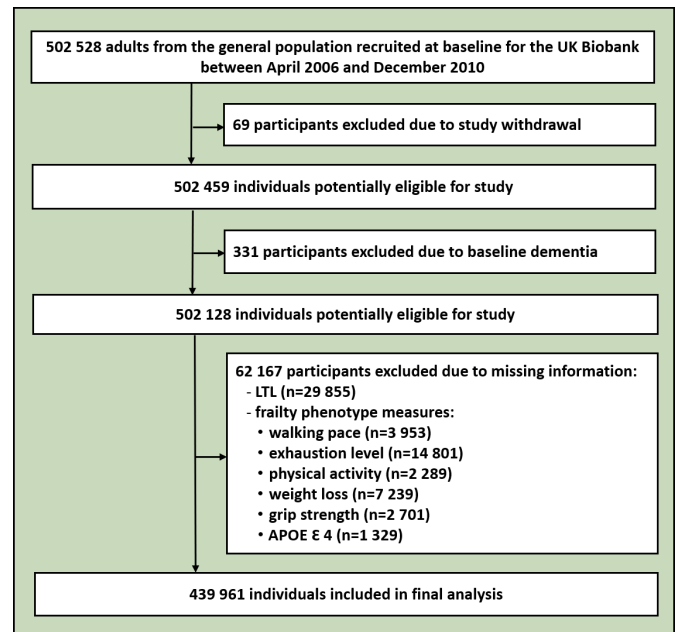 502 528 adults from the general population recruited at baseline for the UK Biobank
between April 2006 and December 2010
69 participants excluded due to study withdrawal
502 459 individuals potentially eligible for study
331 participants excluded due to baseline dementia
502 128 individuals potentially eligible for study
62 167 participants excluded due to missing information:
- LTL (n=29 855)
- frailty phenotype measures:
• walking pace (n=3 953)
• exhaustion level (n=14 801)
• physical activity (n=2 289)
• weight loss (n=7 239)
• grip strength (n=2 701)
• APOE Ɛ 4 (n=1 329)
439 961 individuals included in final analysis